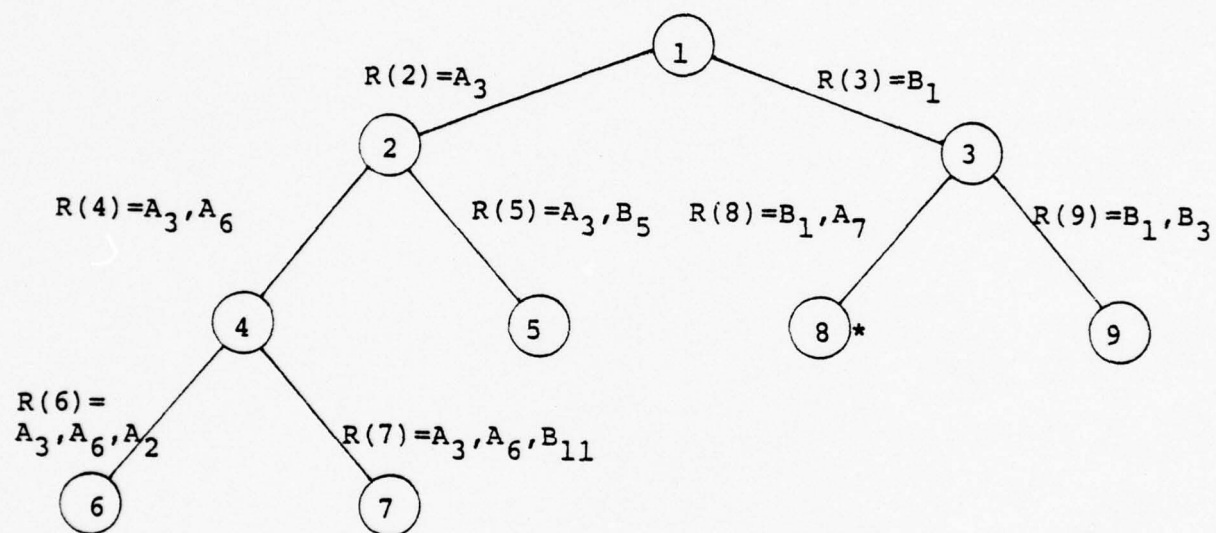 1
R(2)=A₃
R(3)=B₁
2
3
R(4)=A₃,A₆
R(5)=A₃,B₅
R(8)=B₁,A₇
R(9)=B₁,B₃
4
5
8*
9
R(6)=
A₃,A₆,A₂
R(7)=A₃,A₆,B₁₁
6
7